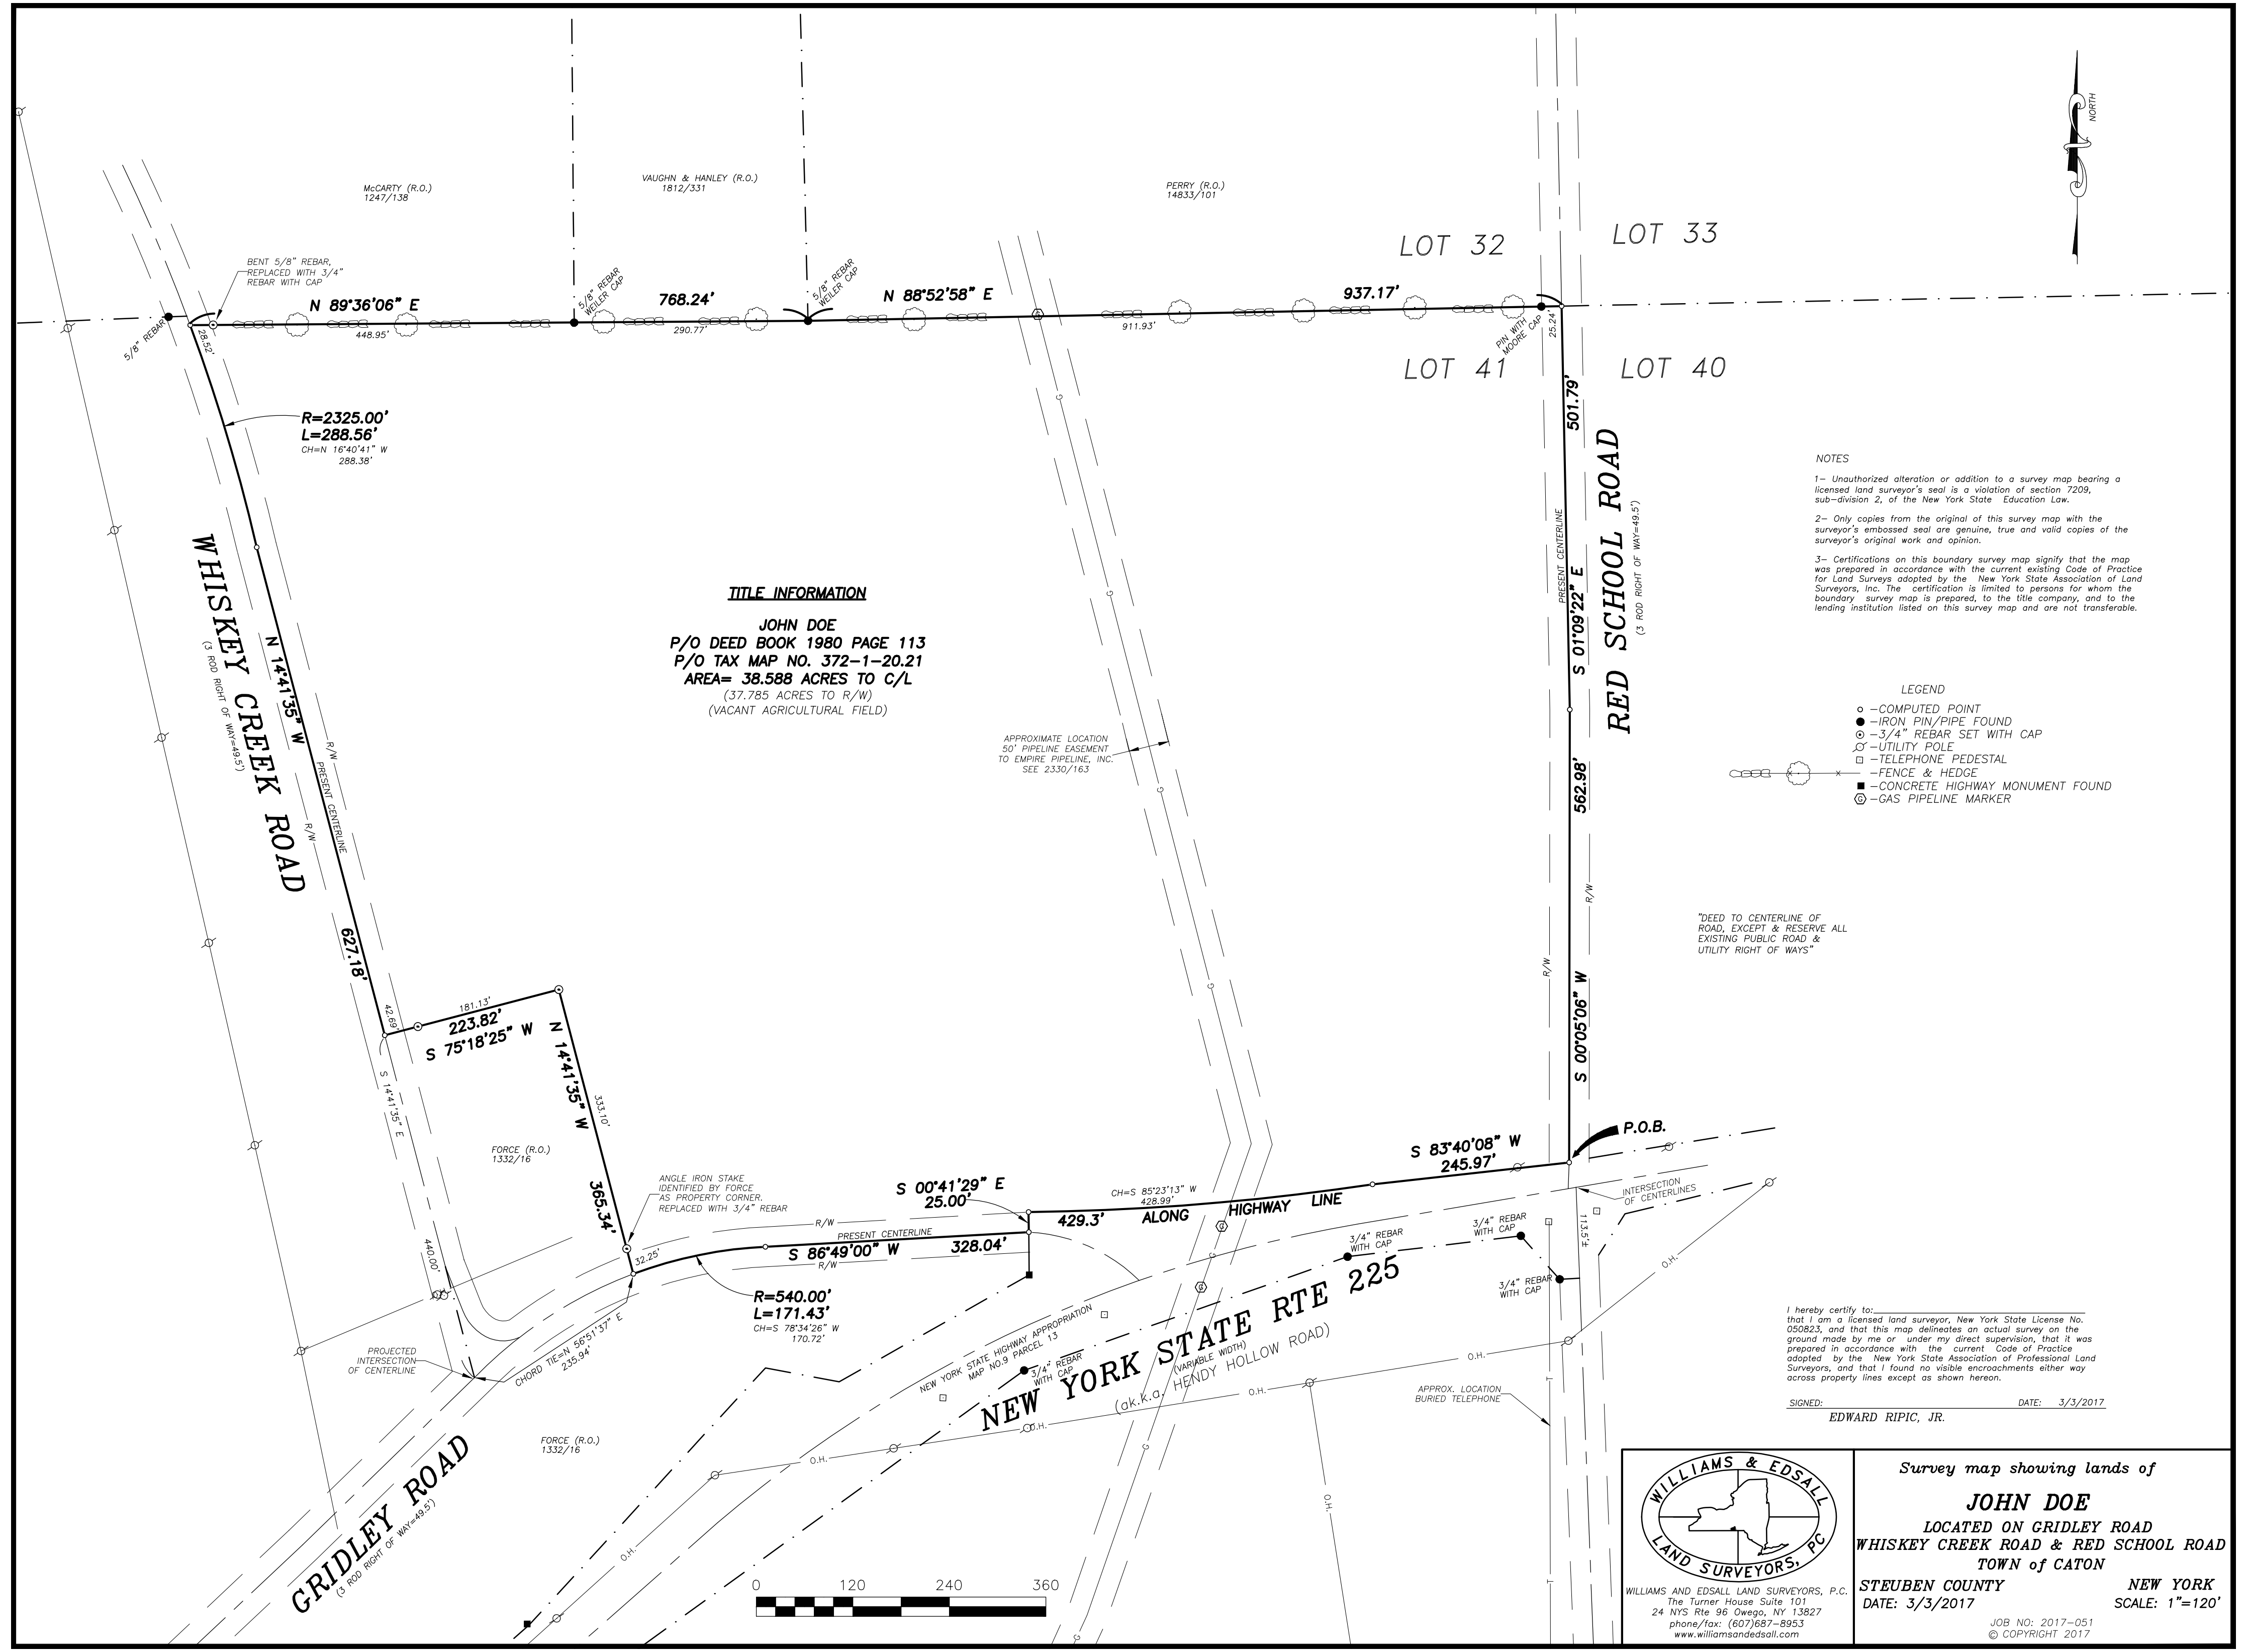 McCARTY (R.O.)
1247/138
VAUGHN & HANLEY (R.O.)
1812/331
PERRY (R.O.)
14833/101
NORTH
LOT 32
LOT 33
LOT 41
LOT 40
BENT 5/8" REBAR,
REPLACED WITH 3/4"
REBAR WITH CAP
5/8" REBAR
28.52'
N 89°36'06" E
448.95'
5/8" REBAR
WEILER CAP
768.24'
290.77'
5/8" REBAR
WEILER CAP
N 88°52'58" E
911.93'
937.17'
PIN WITH
MOORE CAP
25.24'
R=2325.00'
L=288.56'
CH=N 16°40'41" W
288.38'
501.79'
PRESENT CENTERLINE
S 01°09'22" E
RED SCHOOL ROAD
(3 ROD RIGHT OF WAY=49.5')
562.98'
S 00°05'06" W
R/W
R/W
WHISKEY CREEK ROAD
(3 ROD RIGHT OF WAY=49.5')
N 14°41'35" W
R/W
PRESENT CENTERLINE
R/W
627.18'
TITLE INFORMATION
JOHN DOE
P/O DEED BOOK 1980 PAGE 113
P/O TAX MAP NO. 372-1-20.21
AREA= 38.588 ACRES TO C/L
(37.785 ACRES TO R/W)
(VACANT AGRICULTURAL FIELD)
APPROXIMATE LOCATION
50' PIPELINE EASEMENT
TO EMPIRE PIPELINE, INC.
SEE 2330/163
G
G
G
G
G
G
G
G
G
G
G
G
NOTES
1- Unauthorized alteration or addition to a survey map bearing a
licensed land surveyor's seal is a violation of section 7209,
sub-division 2, of the New York State Education Law.
2- Only copies from the original of this survey map with the
surveyor's embossed seal are genuine, true and valid copies of the
surveyor's original work and opinion.
3- Certifications on this boundary survey map signify that the map
was prepared in accordance with the current existing Code of Practice
for Land Surveys adopted by the New York State Association of Land
Surveyors, Inc. The certification is limited to persons for whom the
boundary survey map is prepared, to the title company, and to the
lending institution listed on this survey map and are not transferable.
LEGEND
-COMPUTED POINT
-IRON PIN/PIPE FOUND
-3/4" REBAR SET WITH CAP
-UTILITY POLE
-TELEPHONE PEDESTAL
-FENCE & HEDGE
-CONCRETE HIGHWAY MONUMENT FOUND
G -GAS PIPELINE MARKER
"DEED TO CENTERLINE OF
ROAD, EXCEPT & RESERVE ALL
EXISTING PUBLIC ROAD &
UTILITY RIGHT OF WAYS"
42.69'
181.13'
223.82'
S 75°18'25" W
S 14°41'35" E
440.00'
N 14°41'35" W
333.10'
365.34'
FORCE (R.O.)
1332/16
ANGLE IRON STAKE
IDENTIFIED BY FORCE
AS PROPERTY CORNER.
REPLACED WITH 3/4" REBAR
32.25'
R/W
PRESENT CENTERLINE
S 86°49'00" W
328.04'
R/W
S 00°41'29" E
25.00'
CH=S 85°23'13" W
428.99'
429.3'
ALONG HIGHWAY LINE
S 83°40'08" W
245.97'
P.O.B.
INTERSECTION
OF CENTERLINES
113.5'±
R=540.00'
L=171.43'
CH=S 78°34'26" W
170.72'
CHORD TIE=N 56°51'37" E
235.94'
PROJECTED
INTERSECTION
OF CENTERLINE
FORCE (R.O.)
1332/16
GRIDLEY ROAD
(3 ROD RIGHT OF WAY=49.5')
NEW YORK STATE HIGHWAY APPROPRIATION
MAP NO.9 PARCEL 13
3/4" REBAR
WITH CAP
3/4" REBAR
WITH CAP
3/4" REBAR
WITH CAP
3/4" REBAR
WITH CAP
NEW YORK STATE RTE 225
(VARIABLE WIDTH)
(ak.k.a. HENDY HOLLOW ROAD)
O.H.
O.H.
O.H.
O.H.
O.H.
O.H.
O.H.
APPROX. LOCATION
BURIED TELEPHONE
T
T
0 120 240 360
I hereby certify to:
that I am a licensed land surveyor, New York State License No.
050823, and that this map delineates an actual survey on the
ground made by me or under my direct supervision, that it was
prepared in accordance with the current Code of Practice
adopted by the New York State Association of Professional Land
Surveyors, and that I found no visible encroachments either way
across property lines except as shown hereon.
SIGNED: DATE: 3/3/2017
EDWARD RIPIC, JR.
WILLIAMS & EDSALL
LAND SURVEYORS, PC
WILLIAMS AND EDSALL LAND SURVEYORS, P.C.
The Turner House Suite 101
24 NYS Rte 96 Owego, NY 13827
phone/fax: (607)687-8953
www.williamsandedsall.com
Survey map showing lands of
JOHN DOE
LOCATED ON GRIDLEY ROAD
WHISKEY CREEK ROAD & RED SCHOOL ROAD
TOWN of CATON
STEUBEN COUNTY NEW YORK
DATE: 3/3/2017 SCALE: 1"=120'
JOB NO: 2017-051
© COPYRIGHT 2017